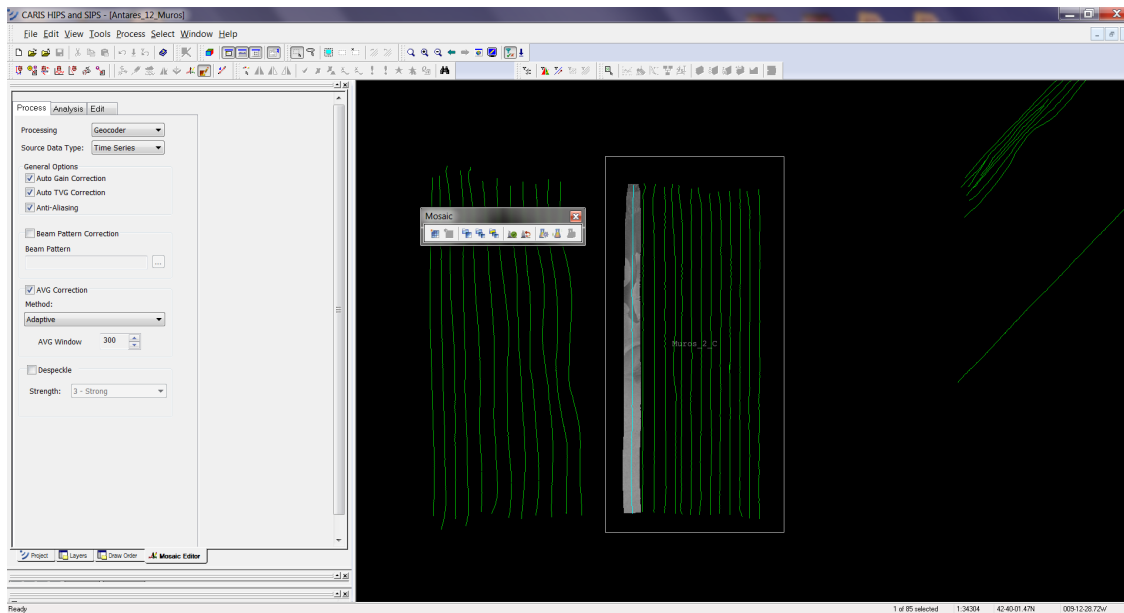 CARIS HIPS and SIPS - [Antares_12_Muros]
File Edit View Tools Process Select Window Help
Process Analysis Edit
Processing Geocoder
Source Data Type: Time Series
General Options
Auto Gain Correction
Auto TVG Correction
Anti-Aliasing
Beam Pattern Correction
Beam Pattern
...
AVG Correction
Method:
Adaptive
AVG Window 300
Despeckle
Strength: 3 - Strong
Mosaic
Muros_2_C
Project Layers Draw Order Mosaic Editor
Ready 1 of 85 selected 1:34304 42-40-01.47N 009-12-28.72W